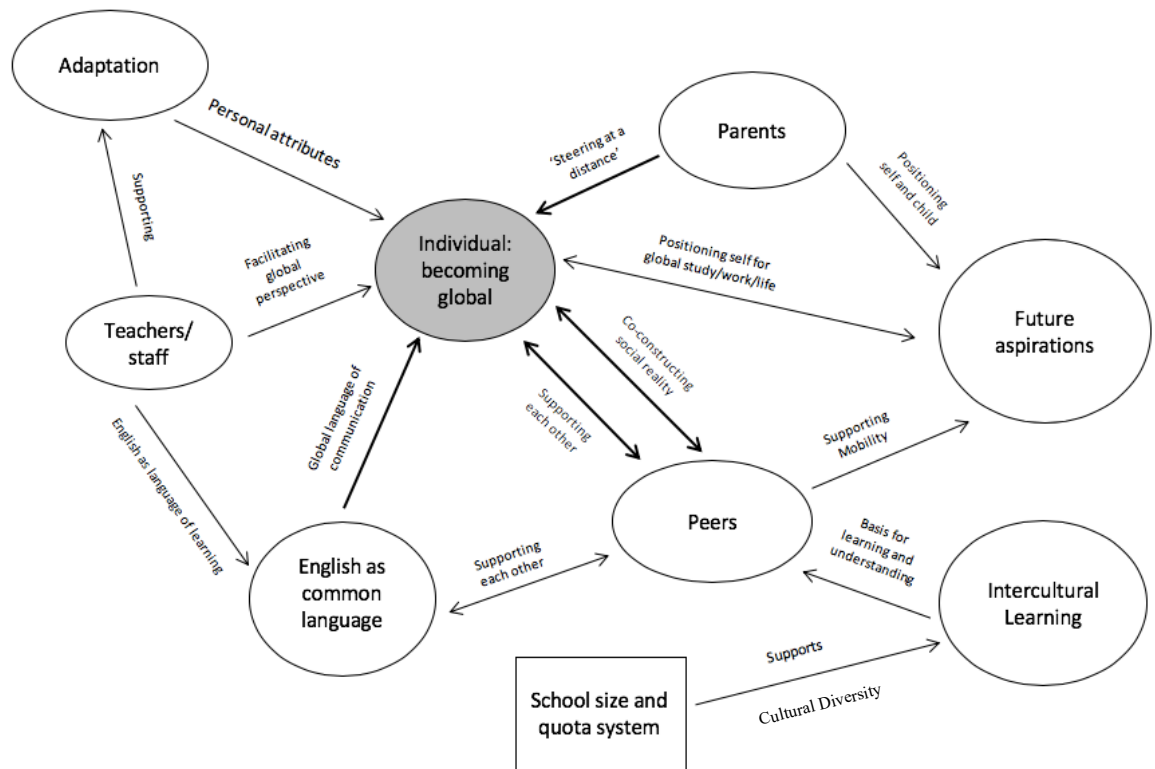 Adaptation
Personal attributes
Parents
‘Steering at a
distance’
Positioning
self and child
Supporting
Individual:
becoming
global
Facilitating
global
perspective
Positioning self for
global study/work/life
Teachers/
staff
Future
aspirations
Co-constructing
social reality
Global language of
communication
Supporting
each other
Supporting
Mobility
English as language of learning
Peers
Basis for
learning and
understanding
English as
common
language
Supporting
each other
Intercultural
Learning
Supports
Cultural Diversity
School size and
quota system